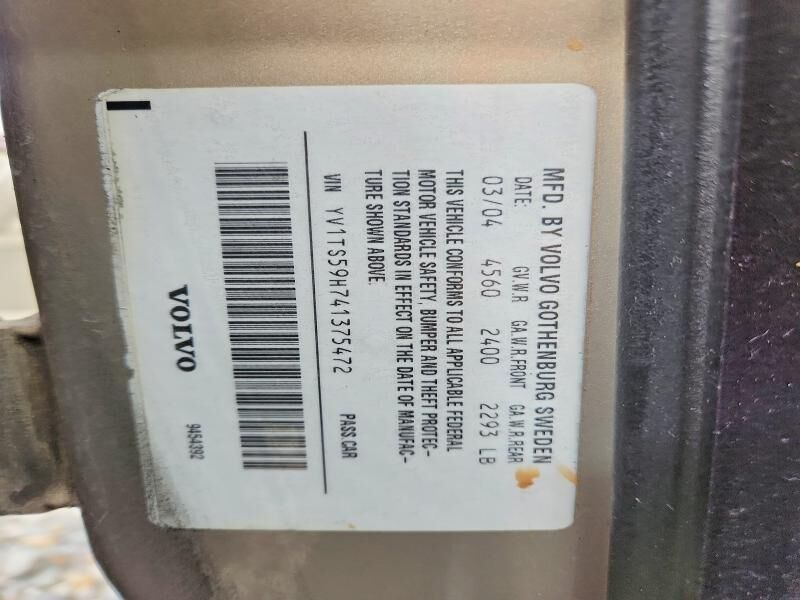 MFD. BY VOLVO GOTHENBURG SWEDEN
DATE: GV.W.R GA.W.R.FRONT GA.W.R.REAR
03/04 4560 2400 2293 LB
THIS VEHICLE CONFORMS TO ALL APPLICABLE FEDERAL
MOTOR VEHICLE SAFETY, BUMPER AND THEFT PROTEC-
TION STANDARDS IN EFFECT ON THE DATE OF MANUFAC-
TURE SHOWN ABOVE.
VIN YV1TS59H741375472 PASS CAR
VOLVO 9454392